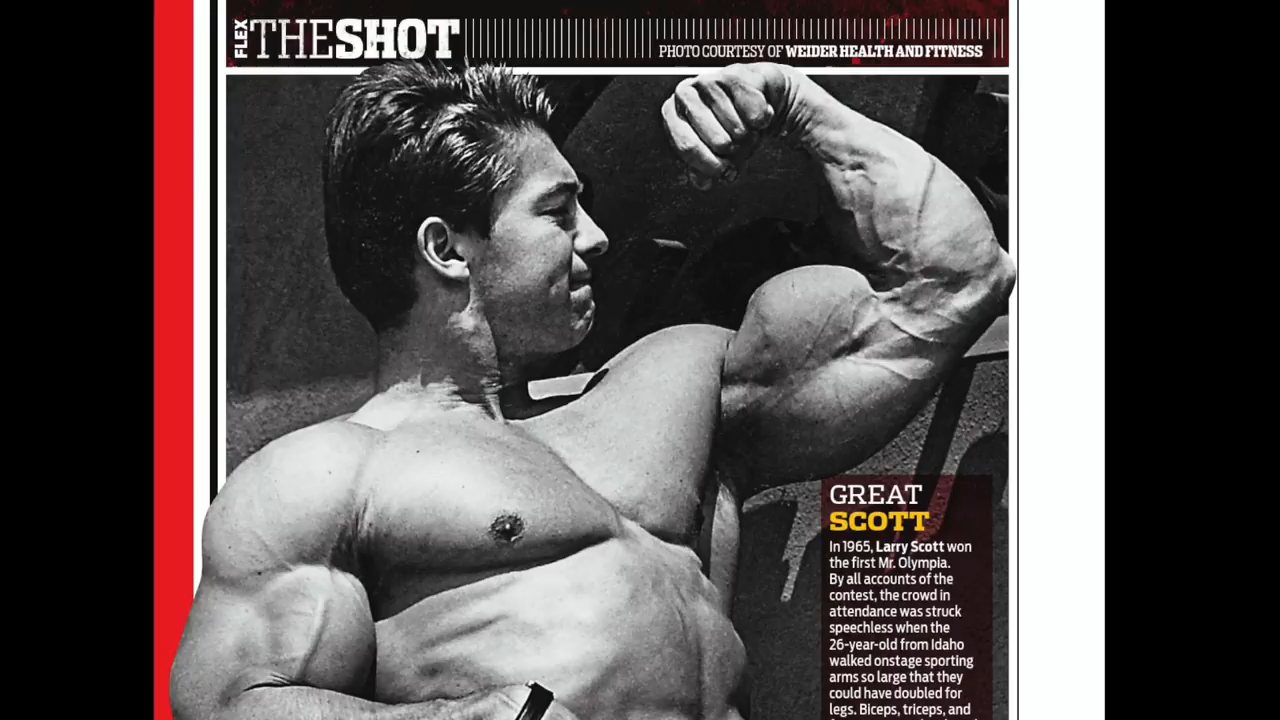 FLEX THE SHOT
PHOTO COURTESY OF WEIDER HEALTH AND FITNESS
GREAT
SCOTT
In 1965, Larry Scott won
the first Mr. Olympia.
By all accounts of the
contest, the crowd in
attendance was struck
speechless when the
26-year-old from Idaho
walked onstage sporting
arms so large that they
could have doubled for
legs. Biceps, triceps, and